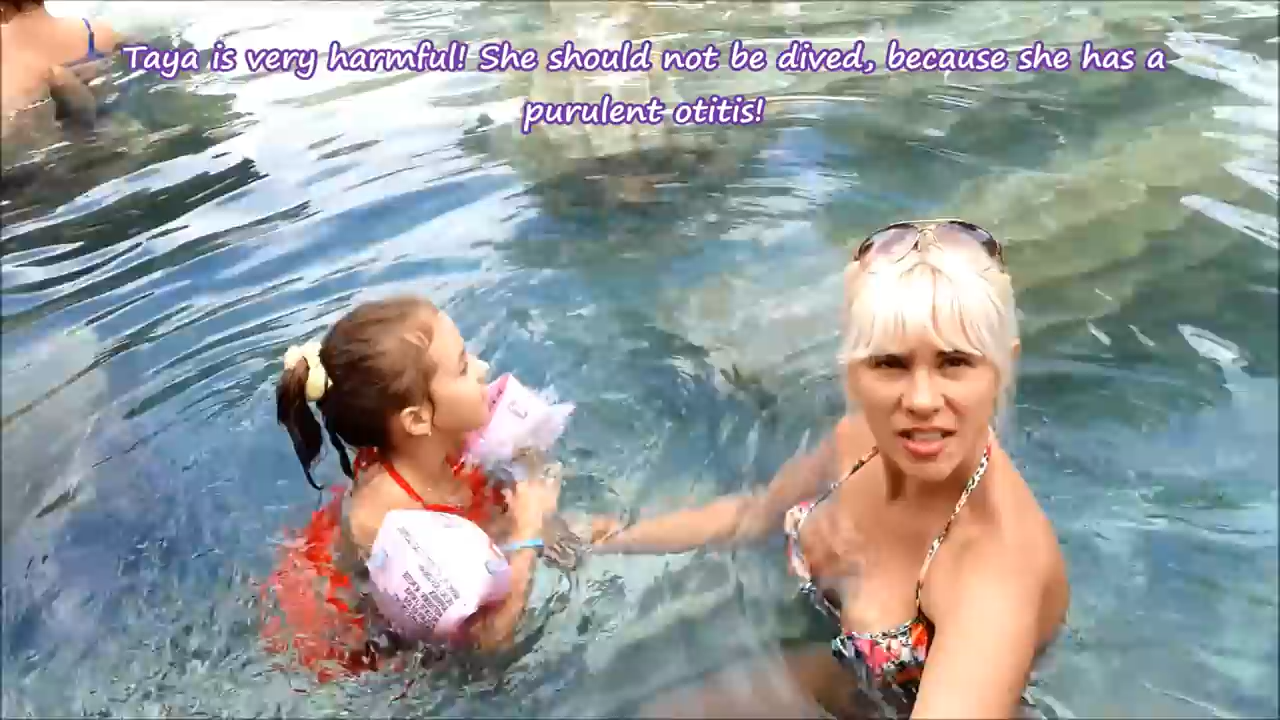 Taya is very harmful! She should not be dived, because she has a
purulent otitis!